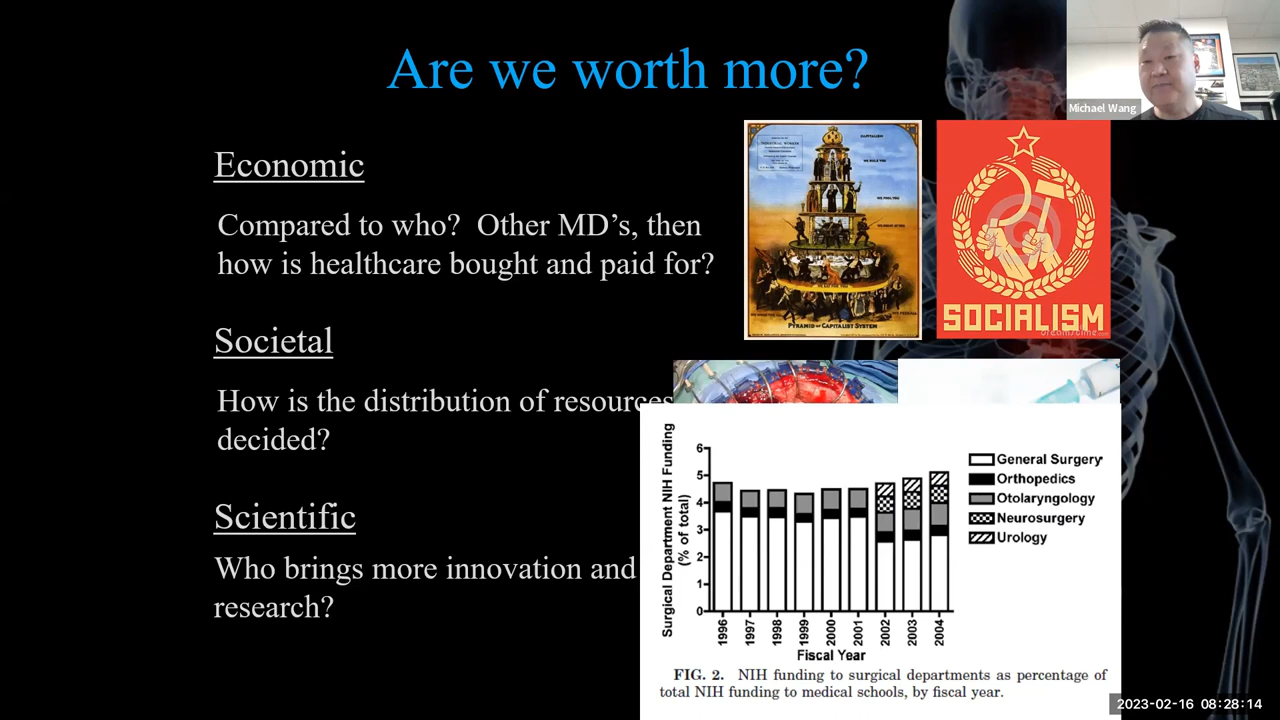 Are we worth more?
Michael Wang
Economic
Compared to who? Other MD's, then
how is healthcare bought and paid for?
CAPITALISM
WE RULE YOU
PYRAMID OF CAPITALIST SYSTEM
SOCIALISM
dreamstime
Societal
How is the distribution of resources
decided?
Scientific
Who brings more innovation and
research?
Surgical Department NIH Funding
(% of total)
6
5
4
3
2
1
0
1996
1997
1998
1999
2000
2001
2002
2003
2004
Fiscal Year
General Surgery
Orthopedics
Otolaryngology
Neurosurgery
Urology
FIG. 2. NIH funding to surgical departments as percentage of
total NIH funding to medical schools, by fiscal year.
2023-02-16 08:28:14